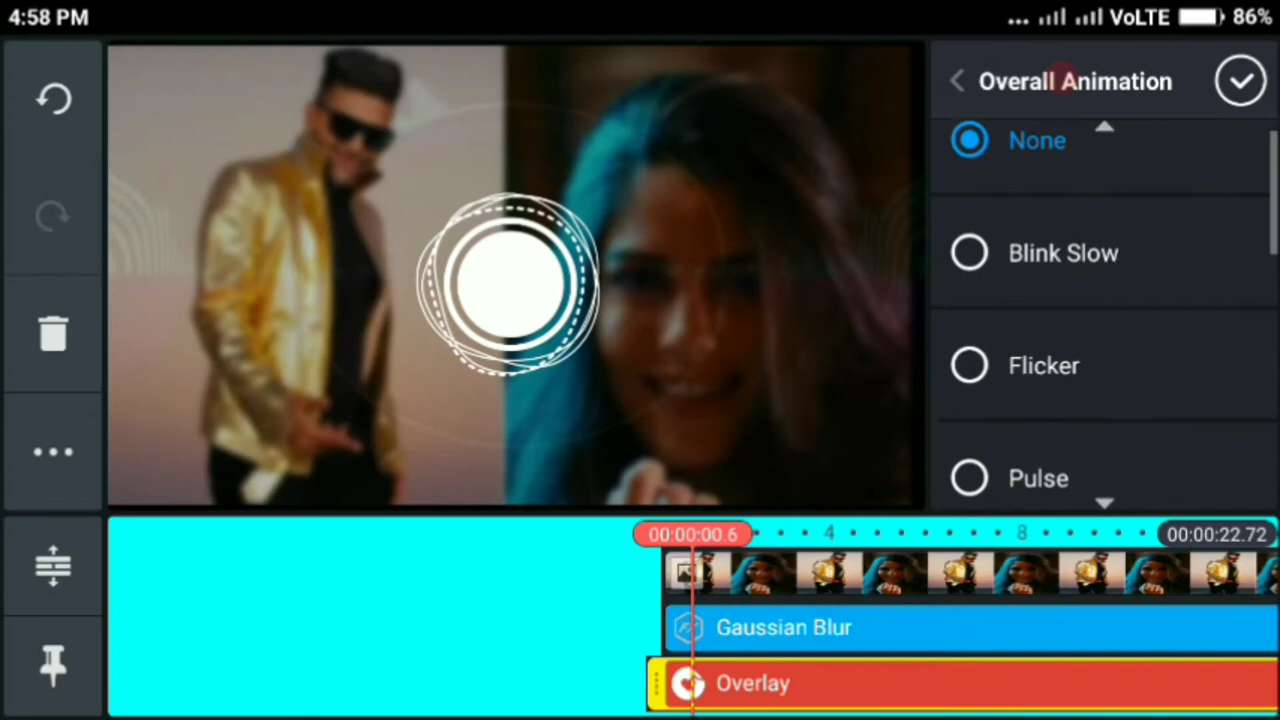 4:58 PM
VoLTE 86%
Overall Animation
None
Blink Slow
Flicker
Pulse
00:00:00.6
4
8
00:00:22.72
Gaussian Blur
Overlay